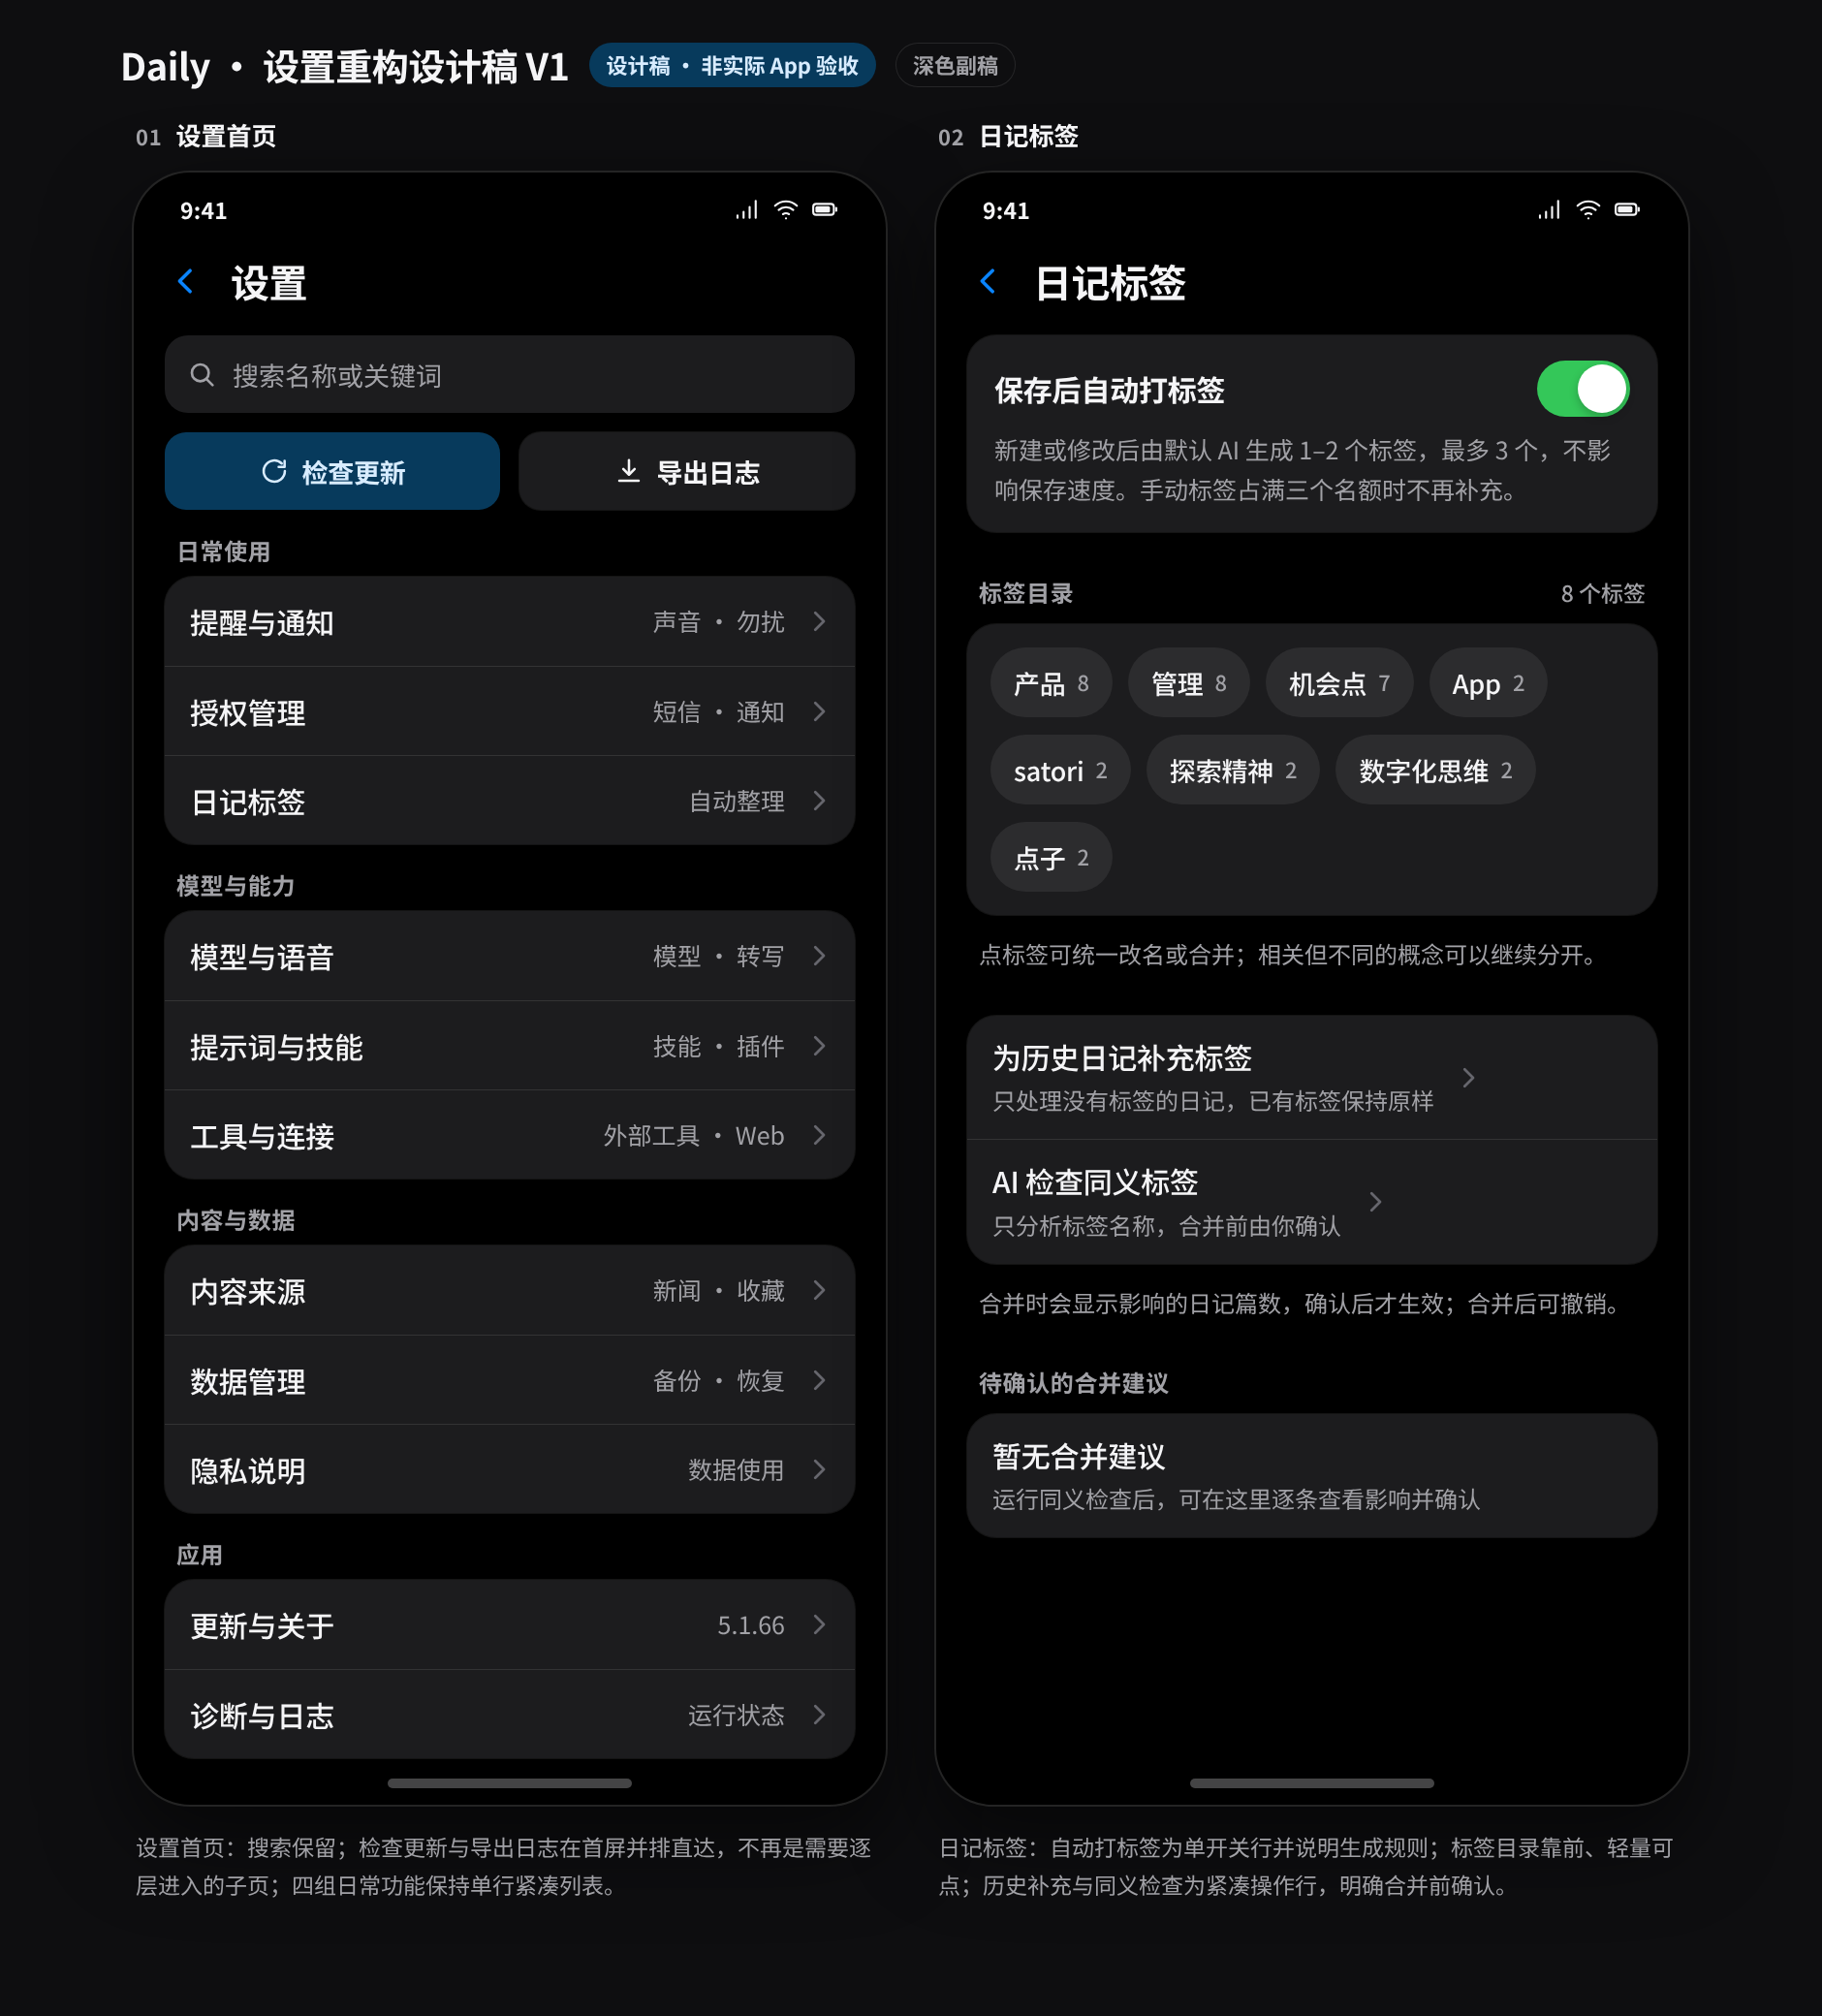 Daily · 设置重构设计稿 V1 设计稿 · 非实际 App 验收 深色副稿
01 设置首页
9:41
设置
搜索名称或关键词
检查更新 导出日志
日常使用
提醒与通知 声音 · 勿扰
授权管理 短信 · 通知
日记标签 自动整理
模型与能力
模型与语音 模型 · 转写
提示词与技能 技能 · 插件
工具与连接 外部工具 · Web
内容与数据
内容来源 新闻 · 收藏
数据管理 备份 · 恢复
隐私说明 数据使用
应用
更新与关于 5.1.66
诊断与日志 运行状态
设置首页：搜索保留；检查更新与导出日志在首屏并排直达，不再是需要逐
层进入的子页；四组日常功能保持单行紧凑列表。
02 日记标签
9:41
日记标签
保存后自动打标签
新建或修改后由默认 AI 生成 1–2 个标签，最多 3 个，不影
响保存速度。手动标签占满三个名额时不再补充。
标签目录 8 个标签
产品 8 管理 8 机会点 7 App 2
satori 2 探索精神 2 数字化思维 2
点子 2
点标签可统一改名或合并；相关但不同的概念可以继续分开。
为历史日记补充标签
只处理没有标签的日记，已有标签保持原样
AI 检查同义标签
只分析标签名称，合并前由你确认
合并时会显示影响的日记篇数，确认后才生效；合并后可撤销。
待确认的合并建议
暂无合并建议
运行同义检查后，可在这里逐条查看影响并确认
日记标签：自动打标签为单开关行并说明生成规则；标签目录靠前、轻量可
点；历史补充与同义检查为紧凑操作行，明确合并前确认。